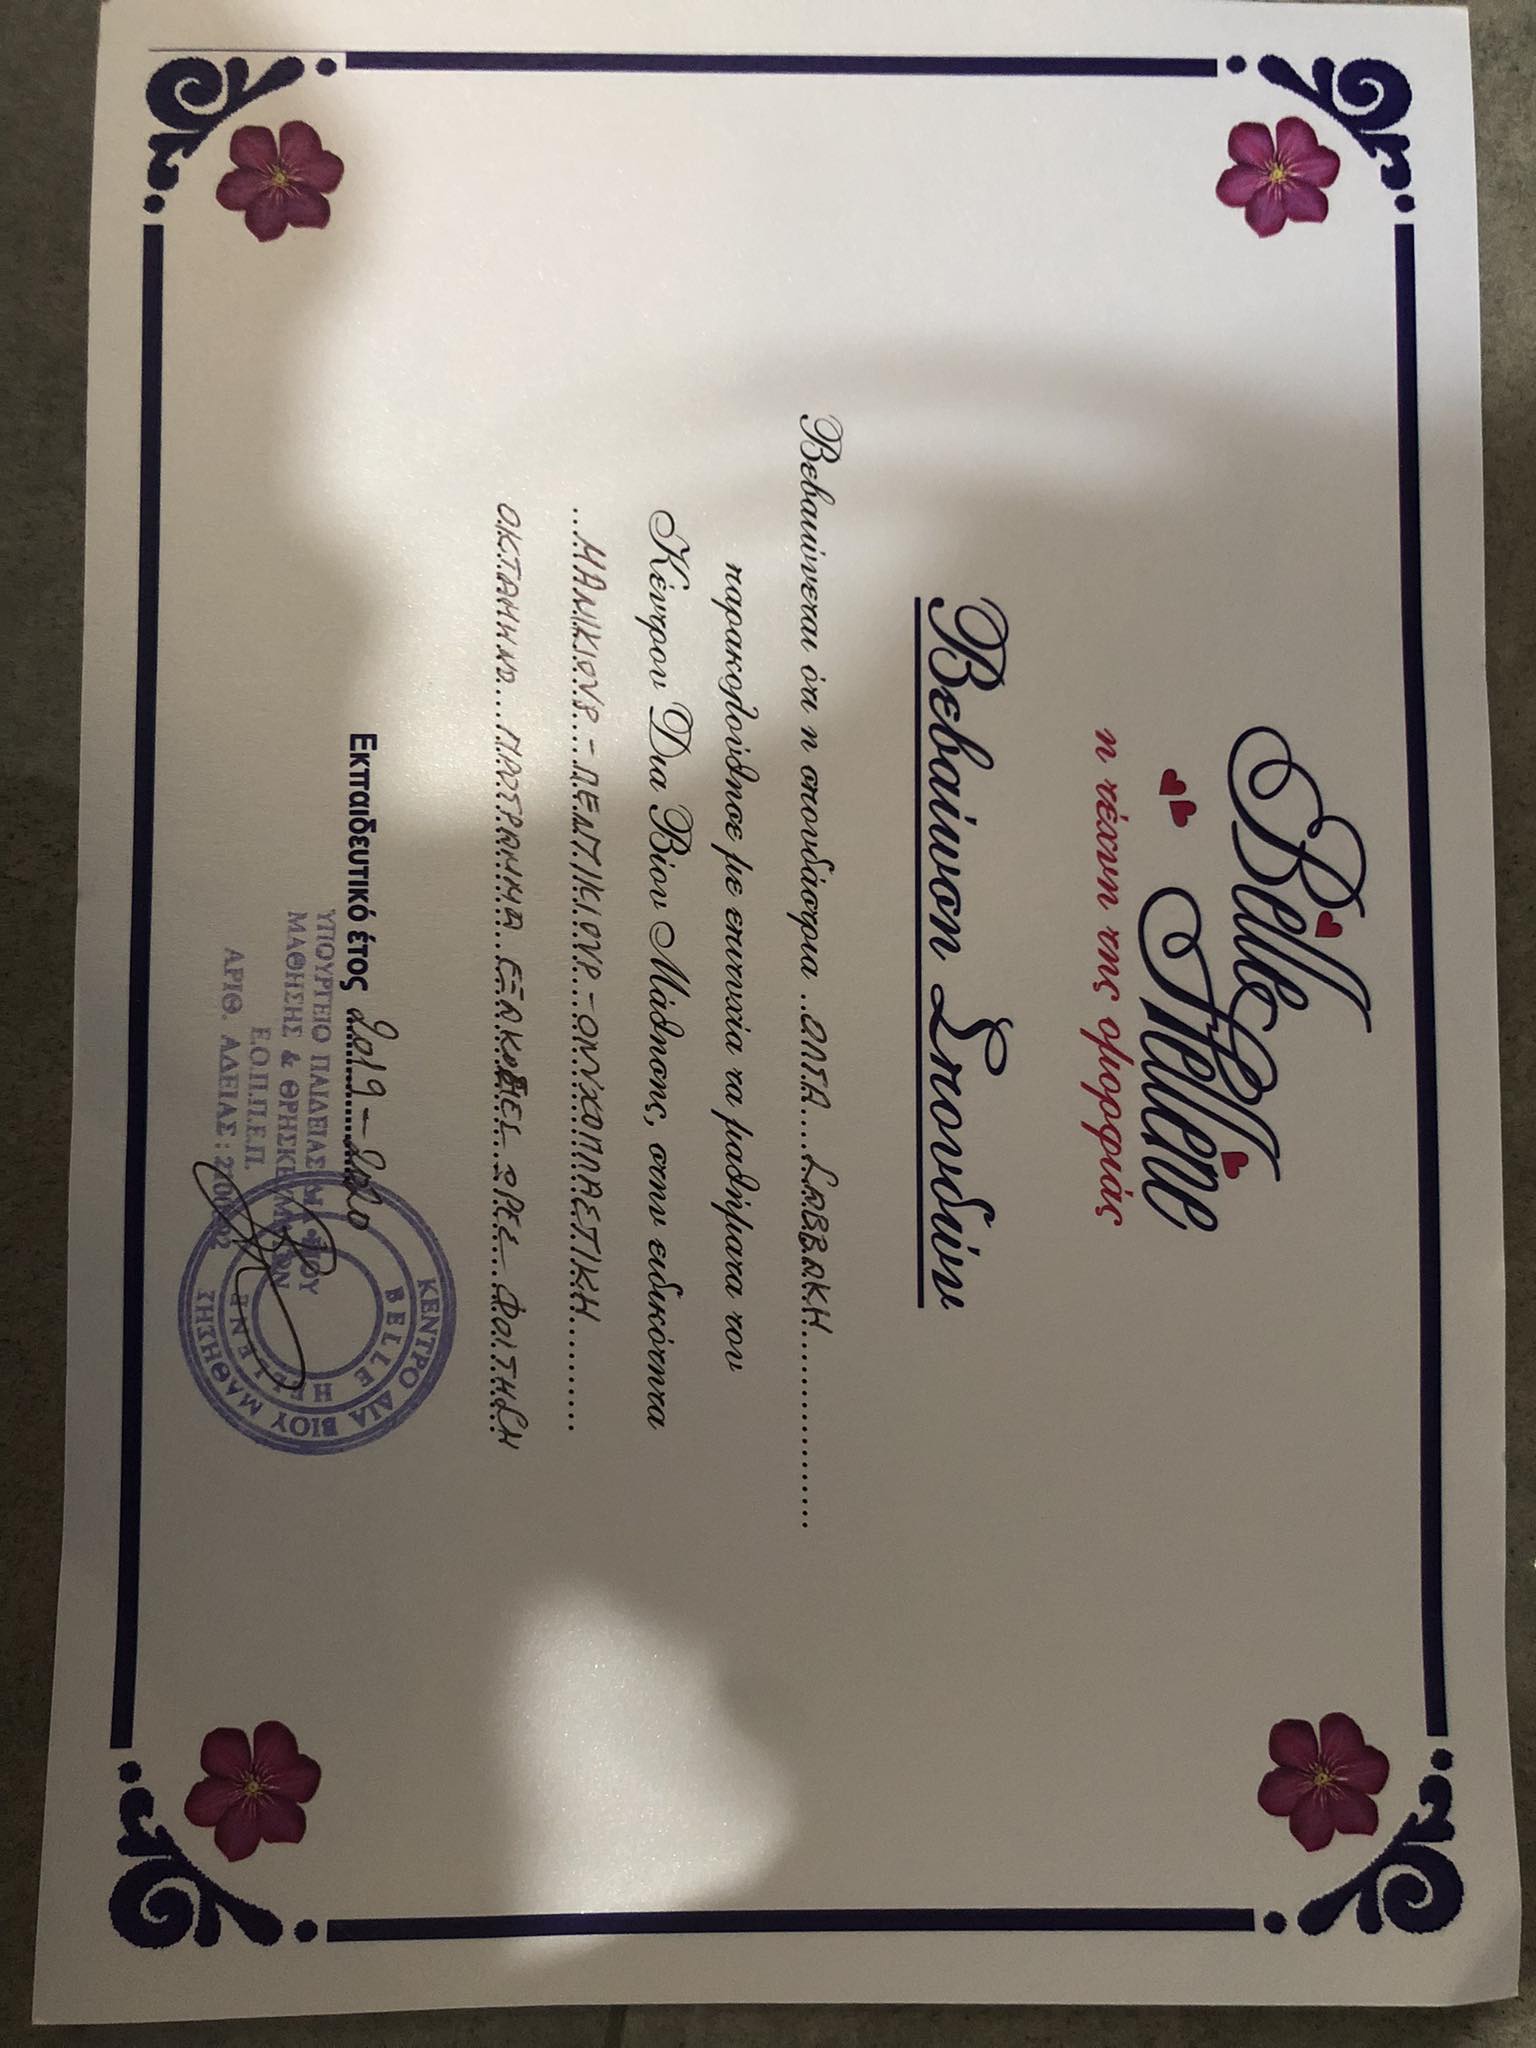 Belle Hellene
η τέχνη της ομορφιάς
Βεβαίωση Σπουδών
Βεβαιώνεται ότι η σπουδάστρια ..ΟΛΓΑ....ΣΑΒΒΑΚΗ................
παρακολούθησε με επιτυχία τα μαθήματα του
Κέντρου Δια Βίου Μάθησης, στην ειδικότητα
...ΜΑΝΙΚΙΟΥΡ....-ΠΕΝΤΙΚΙΟΥΡ...-ΟΝΥΧΟΠΛΑΣΤΙΚΗ..........
ΟΚΤΑΜΗΝΟ...ΠΡΟΓΡΑΜΜΑ..ΕΞΑΚΟΣΙΕΣ..ΩΡΕΣ....ΦΟΙΤΗΣΗ
Εκπαιδευτικό έτος 2019-2020
ΥΠΟΥΡΓΕΙΟ ΠΑΙΔΕΙΑΣ
ΜΑΘΗΣΗΣ & ΘΡΗΣΚΕΥΜΑΤΩΝ
Ε.Ο.Π.Π.Ε.Π.
ΑΡΙΘ. ΑΔΕΙΑΣ:
ΚΕΝΤΡΟ ΔΙΑ ΒΙΟΥ ΜΑΘΗΣΗΣ
BELLE HELLENE